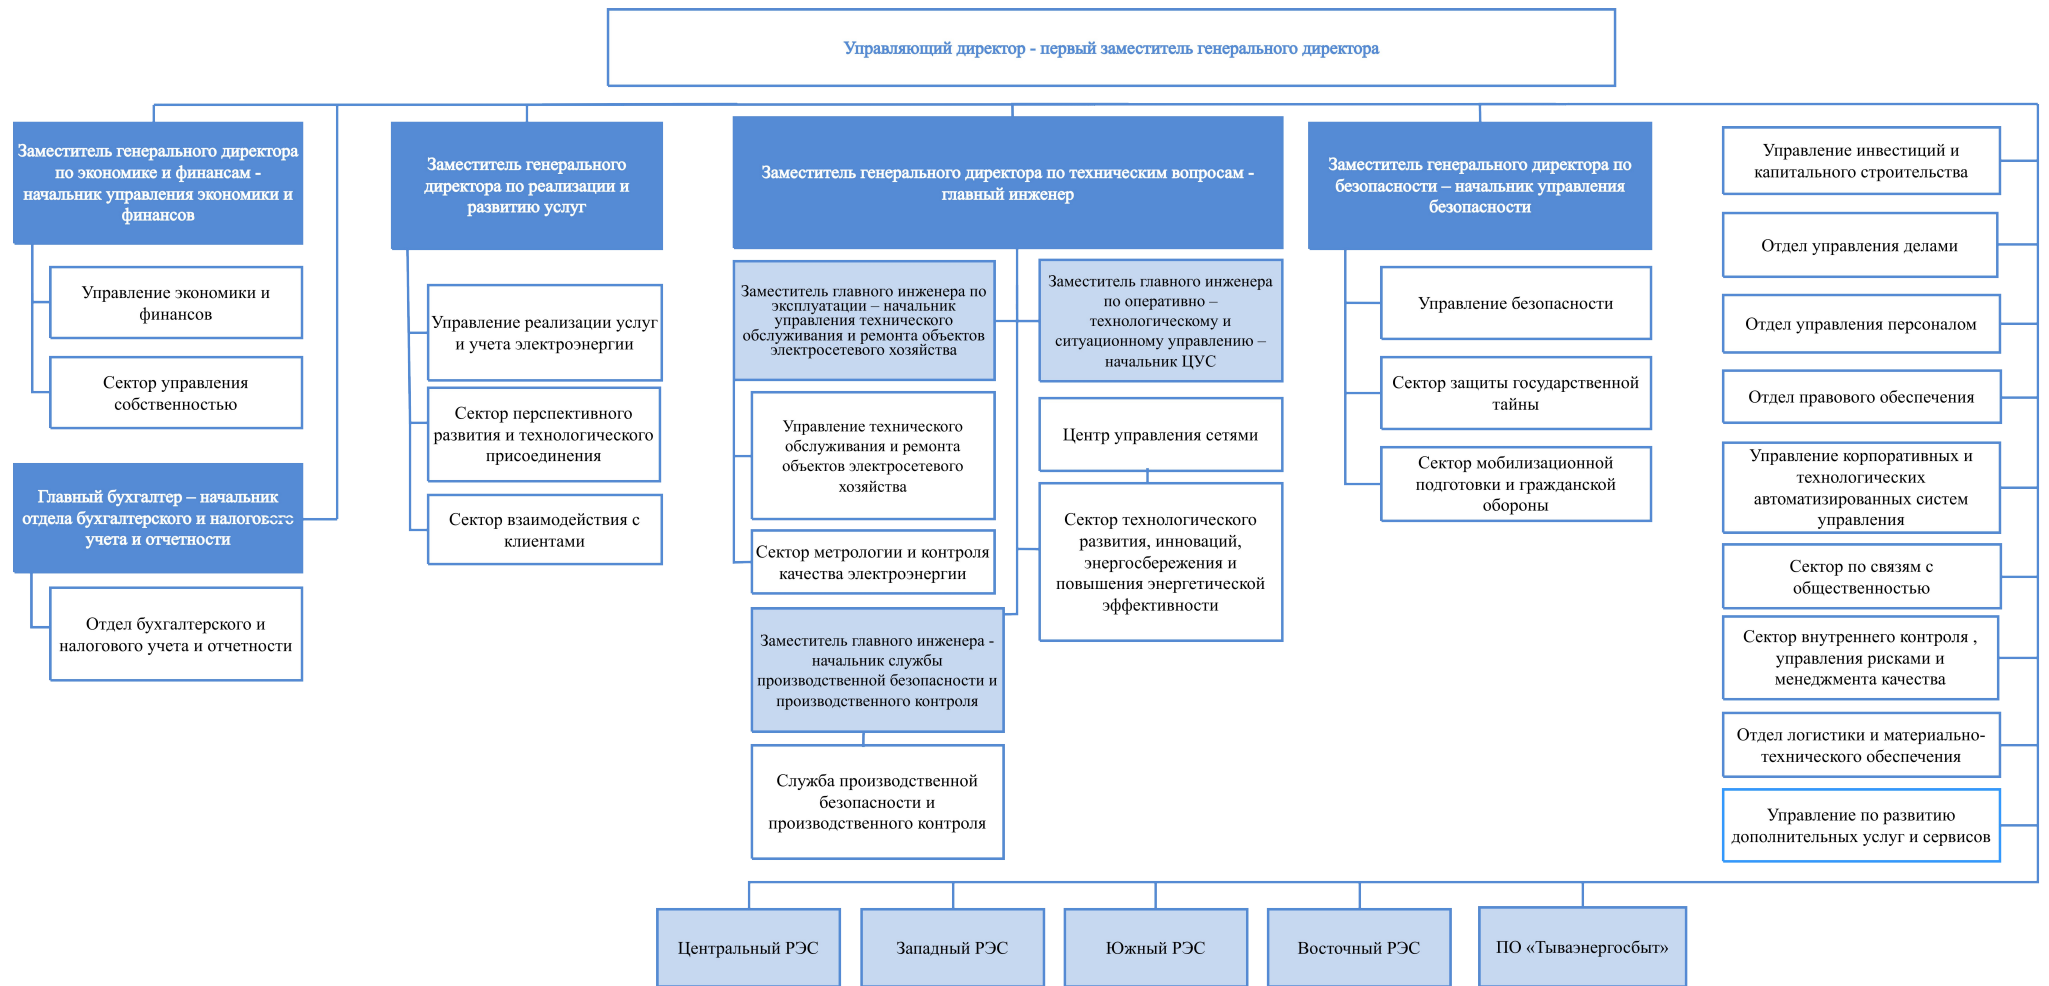 Управляющий директор - первый заместитель генерального директора
Заместитель генерального директора
по экономике и финансам -
начальник управления экономики и
финансов
Управление экономики и
финансов
Сектор управления
собственностью
Главный бухгалтер – начальник
отдела бухгалтерского и налогового
учета и отчетности
Отдел бухгалтерского и
налогового учета и отчетности
Заместитель генерального
директора по реализации и
развитию услуг
Управление реализации услуг
и учета электроэнергии
Сектор перспективного
развития и технологического
присоединения
Сектор взаимодействия с
клиентами
Заместитель генерального директора по техническим вопросам -
главный инженер
Заместитель главного инженера по
эксплуатации – начальник
управления технического
обслуживания и ремонта объектов
электросетевого хозяйства
Управление технического
обслуживания и ремонта
объектов электросетевого
хозяйства
Сектор метрологии и контроля
качества электроэнергии
Заместитель главного инженера -
начальник службы
производственной безопасности и
производственного контроля
Служба производственной
безопасности и
производственного контроля
Заместитель главного инженера
по оперативно –
технологическому и
ситуационному управлению –
начальник ЦУС
Центр управления сетями
Сектор технологического
развития, инноваций,
энергосбережения и
повышения энергетической
эффективности
Заместитель генерального директора по
безопасности – начальник управления
безопасности
Управление безопасности
Сектор защиты государственной
тайны
Сектор мобилизационной
подготовки и гражданской
обороны
Управление инвестиций и
капитального строительства
Отдел управления делами
Отдел управления персоналом
Отдел правового обеспечения
Управление корпоративных и
технологических
автоматизированных систем
управления
Сектор по связям с
общественностью
Сектор внутреннего контроля ,
управления рисками и
менеджмента качества
Отдел логистики и материально-
технического обеспечения
Управление по развитию
дополнительных услуг и сервисов
Центральный РЭС
Западный РЭС
Южный РЭС
Восточный РЭС
ПО «Тываэнергосбыт»